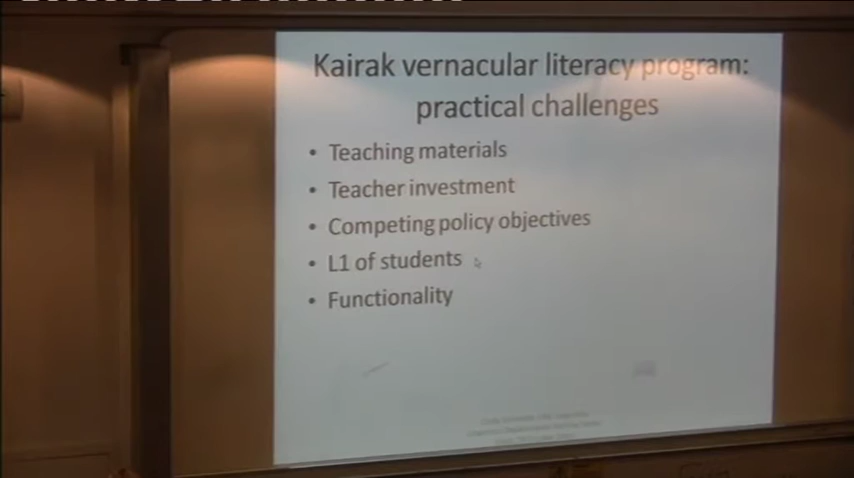 Kairak vernacular literacy program:
practical challenges
• Teaching materials
• Teacher investment
• Competing policy objectives
• L1 of students
• Functionality